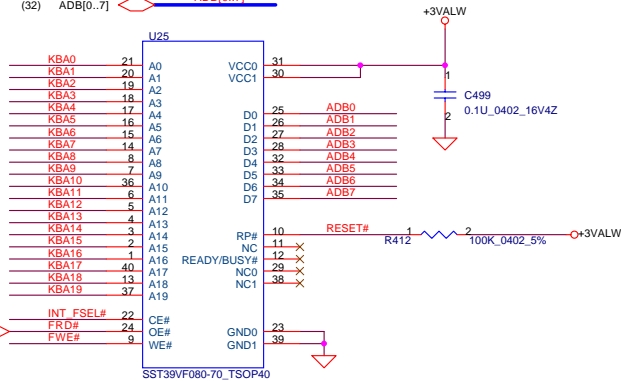 (32) ADB[0..7]
+3VALW
U25
KBA0 21 A0 VCC0 31
KBA1 20 A1 VCC1 30
KBA2 19 A2
KBA3 18 A3
KBA4 17 A4 D0 25 ADB0
KBA5 16 A5 D1 26 ADB1
KBA6 15 A6 D2 27 ADB2
KBA7 14 A7 D3 28 ADB3
KBA8 8 A8 D4 32 ADB4
KBA9 7 A9 D5 33 ADB5
KBA10 36 A10 D6 34 ADB6
KBA11 6 A11 D7 35 ADB7
KBA12 5 A12
KBA13 4 A13
KBA14 3 A14 RP# 10 RESET#
KBA15 2 A15 NC 11
KBA16 1 A16 READY/BUSY# 12
KBA17 40 A17 NC0 29
KBA18 13 A18 NC1 38
KBA19 37 A19
INT_FSEL# 22 CE#
FRD# 24 OE# GND0 23
FWE# 9 WE# GND1 39
SST39VF080-70_TSOP40
1
C499
0.1U_0402_16V4Z
2
1 2
R412 100K_0402_5%
+3VALW